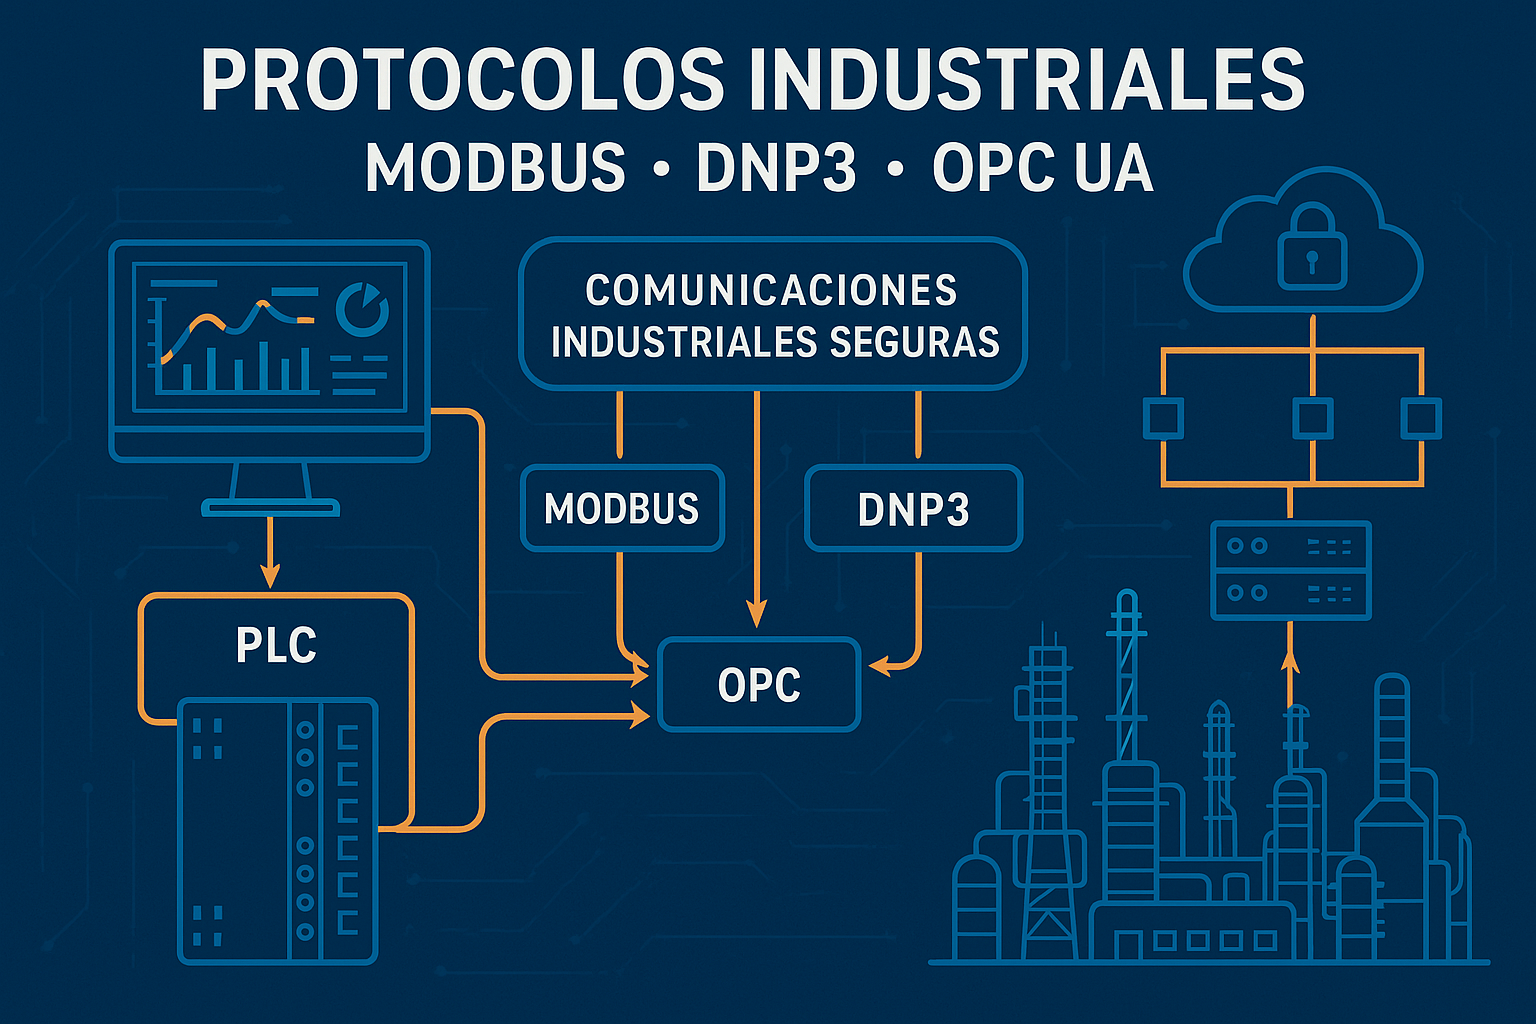 PROTOCOLOS INDUSTRIALES
MODBUS • DNP3 • OPC UA
COMUNICACIONES
INDUSTRIALES SEGURAS
MODBUS
DNP3
PLC
OPC